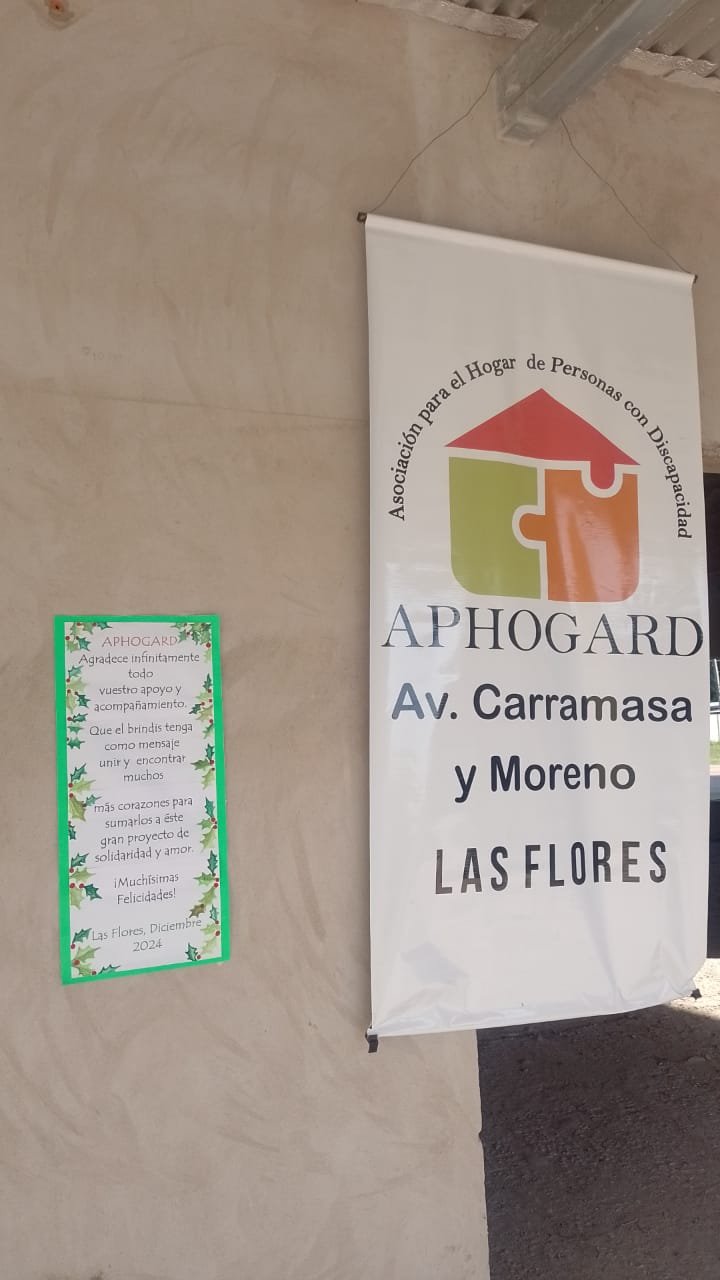 APHOGARD
Agradece infinitamente
todo
vuestro apoyo y
acompañamiento.
Que el brindis tenga
como mensaje
unir y encontrar
muchos
más corazones para
sumarlos a éste
gran proyecto de
solidaridad y amor.
¡Muchísimas
Felicidades!
Las Flores, Diciembre
2024
Asociación para el Hogar de Personas con Discapacidad
APHOGARD
Av. Carramasa
y Moreno
LAS FLORES